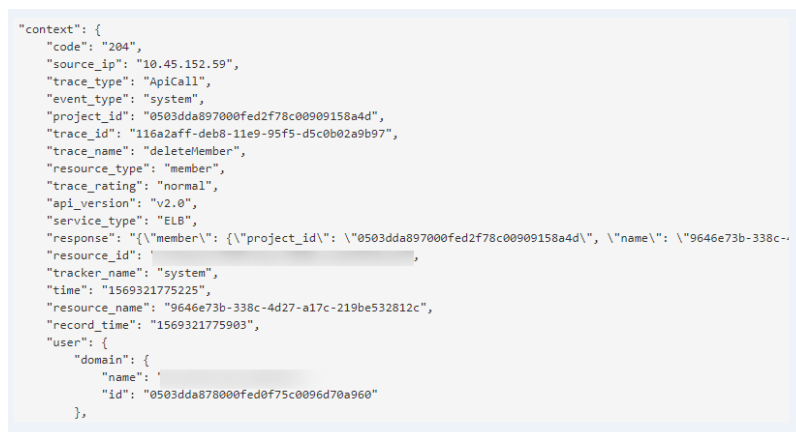 "context": {
"code": "204",
"source_ip": "10.45.152.59",
"trace_type": "ApiCall",
"event_type": "system",
"project_id": "0503dda897000fed2f78c00909158a4d",
"trace_id": "116a2aff-deb8-11e9-95f5-d5c0b02a9b97",
"trace_name": "deleteMember",
"resource_type": "member",
"trace_rating": "normal",
"api_version": "v2.0",
"service_type": "ELB",
"response": "{\"member\": {\"project_id\": \"0503dda897000fed2f78c00909158a4d\", \"name\": \"9646e73b-338c-4
"resource_id": ",
"tracker_name": "system",
"time": "1569321775225",
"resource_name": "9646e73b-338c-4d27-a17c-219be532812c",
"record_time": "1569321775903",
"user": {
"domain": {
"name": "
"id": "0503dda878000fed0f75c0096d70a960"
},